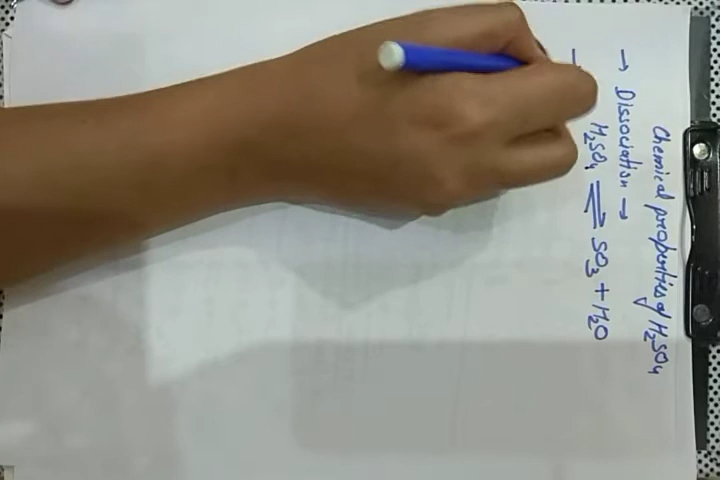 Chemical properties of H₂SO₄
→ Dissociation →
H₂SO₄ ⇌ SO₃ + H₂O